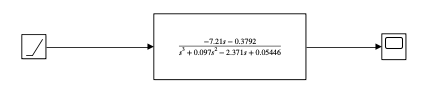 -7.21s - 0.3792
s³ + 0.097s² - 2.371s + 0.05446